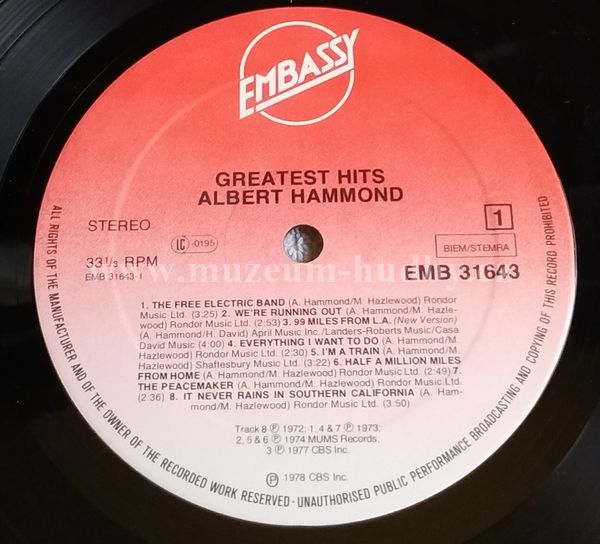 EMBASSY
GREATEST HITS
ALBERT HAMMOND
STEREO
1
LC -0195
BIEM/STEMRA
33 1/3 RPM
EMB 31643-1
EMB 31643
1. THE FREE ELECTRIC BAND (A. Hammond/M. Hazlewood) Rondor
Music Ltd. (3:25) 2. WE'RE RUNNING OUT (A. Hammond/M. Hazle-
wood) Rondor Music Ltd. (2:53) 3. 99 MILES FROM L.A. (New Version)
(A. Hammond/H. David) April Music Inc./Landers-Roberts Music/Casa
David Music (4:00) 4. EVERYTHING I WANT TO DO (A. Hammond/M.
Hazlewood) Rondor Music Ltd. (2:30) 5. I'M A TRAIN (A. Hammond/M.
Hazlewood) Shaftesbury Music Ltd. (3:22) 6. HALF A MILLION MILES
FROM HOME (A. Hammond/M. Hazlewood) Rondor Music Ltd. (2:49) 7.
THE PEACEMAKER (A. Hammond/M. Hazlewood) Rondor Music Ltd.
(2:36) 8. IT NEVER RAINS IN SOUTHERN CALIFORNIA (A. Ham-
mond/M. Hazlewood) Rondor Music Ltd. (3:50)
Track 8 ℗ 1972; 1, 4 & 7 ℗ 1973;
2, 5 & 6 ℗ 1974 MUMS Records,
3 ℗ 1977 CBS Inc.
℗ 1978 CBS Inc.
ALL RIGHTS OF THE MANUFACTURER AND OF THE OWNER OF THE RECORDED WORK RESERVED - UNAUTHORISED PUBLIC PERFORMANCE BROADCASTING AND COPYING OF THIS RECORD PROHIBITED